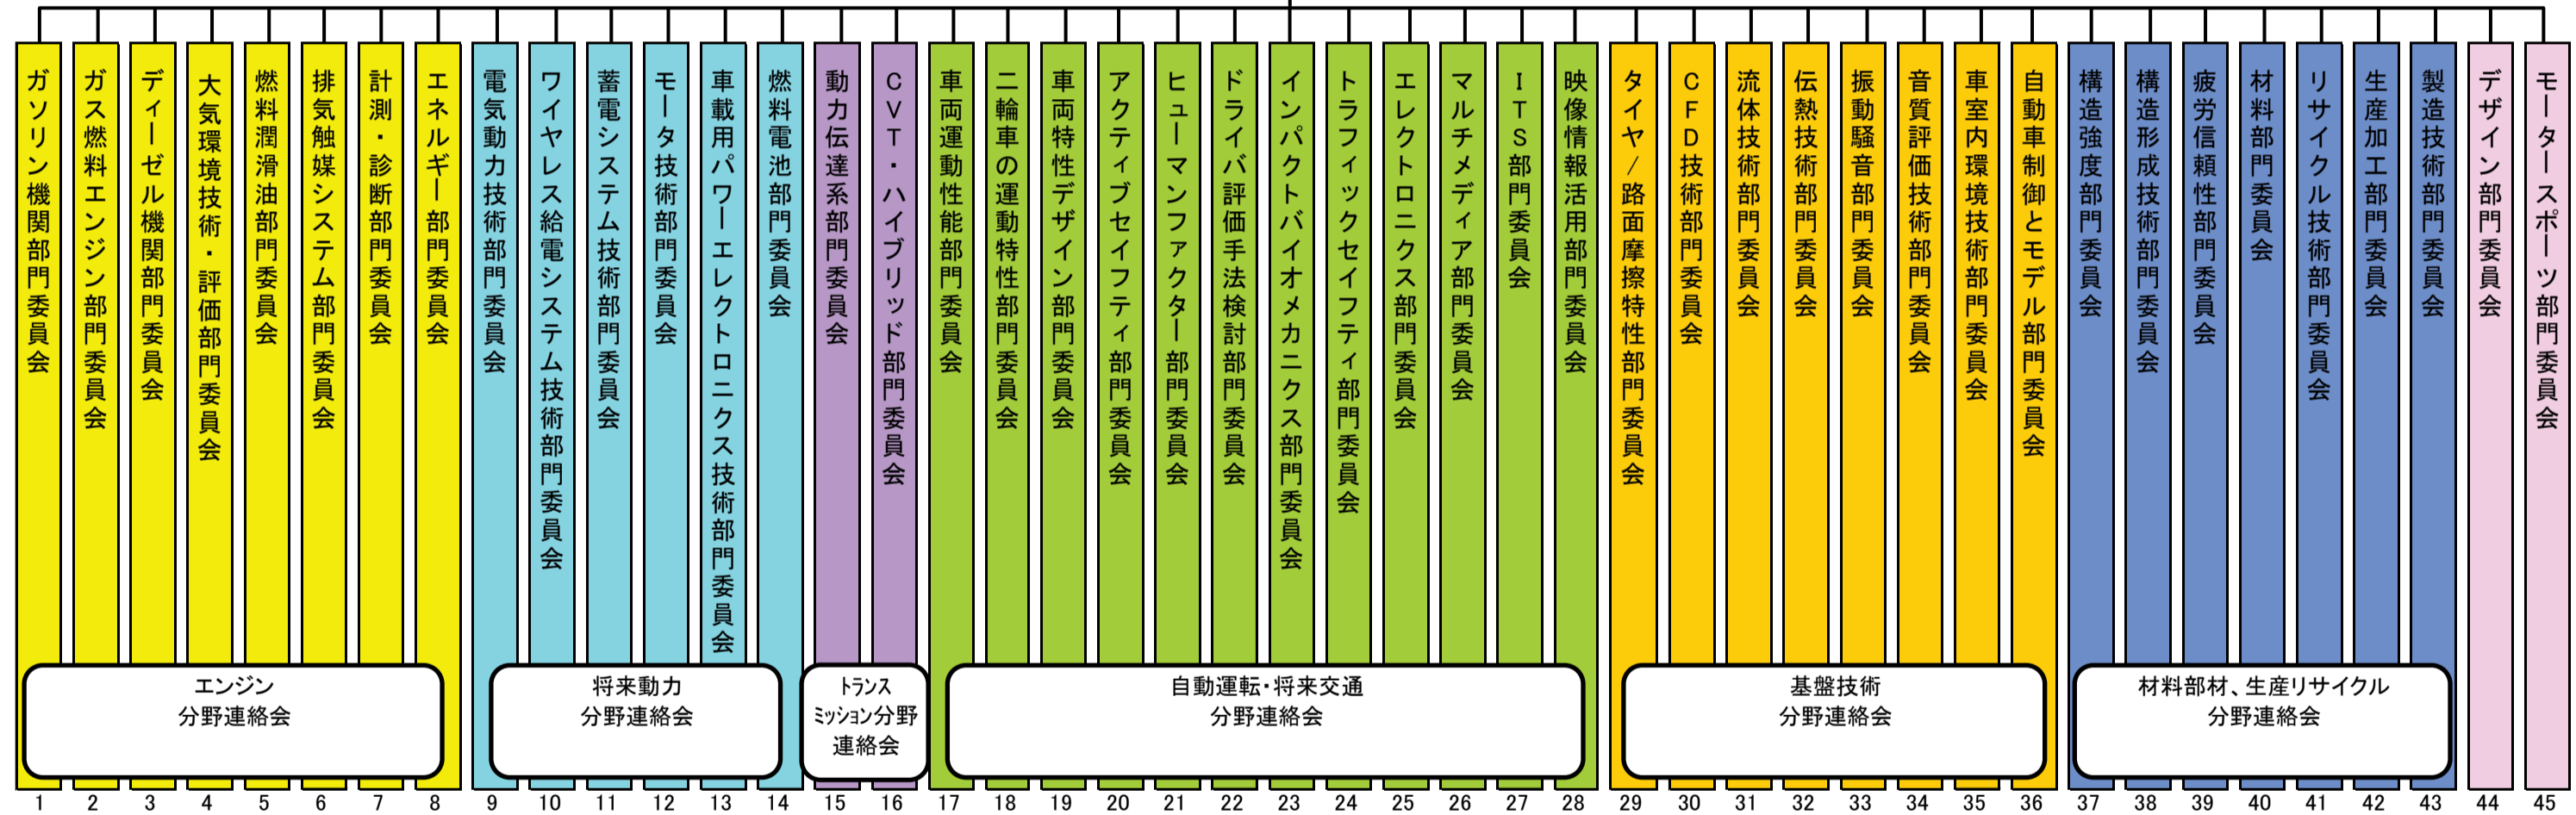 ガソリン機関部門委員会
ガス燃料エンジン部門委員会
ディーゼル機関部門委員会
大気環境技術・評価部門委員会
燃料潤滑油部門委員会
排気触媒システム部門委員会
計測・診断部門委員会
エネルギー部門委員会
電気動力技術部門委員会
ワイヤレス給電システム技術部門委員会
蓄電システム技術部門委員会
モータ技術部門委員会
車載用パワーエレクトロニクス技術部門委員会
燃料電池部門委員会
動力伝達系部門委員会
CVT・ハイブリッド部門委員会
車両運動性能部門委員会
二輪車の運動特性部門委員会
車両特性デザイン部門委員会
アクティブセイフティ部門委員会
ヒューマンファクター部門委員会
ドライバ評価手法検討部門委員会
インパクトバイオメカニクス部門委員会
トラフィックセイフティ部門委員会
エレクトロニクス部門委員会
マルチメディア部門委員会
ITS部門委員会
映像情報活用部門委員会
タイヤ/路面摩擦特性部門委員会
CFD技術部門委員会
流体技術部門委員会
伝熱技術部門委員会
振動騒音部門委員会
音質評価技術部門委員会
車室内環境技術部門委員会
自動車制御とモデル部門委員会
構造強度部門委員会
構造形成技術部門委員会
疲労信頼性部門委員会
材料部門委員会
リサイクル技術部門委員会
生産加工部門委員会
製造技術部門委員会
デザイン部門委員会
モータースポーツ部門委員会
エンジン
分野連絡会
将来動力
分野連絡会
トランス
ミッション分野
連絡会
自動運転・将来交通
分野連絡会
基盤技術
分野連絡会
材料部材、生産リサイクル
分野連絡会
1 2 3 4 5 6 7 8 9 10 11 12 13 14 15 16 17 18 19 20 21 22 23 24 25 26 27 28 29 30 31 32 33 34 35 36 37 38 39 40 41 42 43 44 45